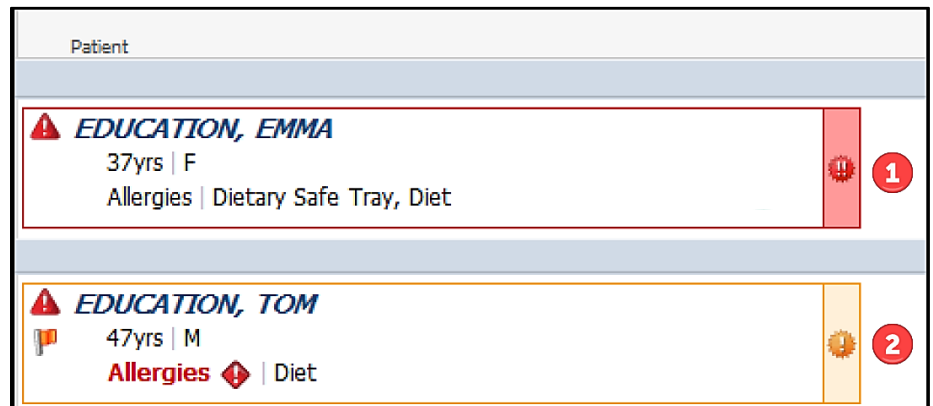 Patient
EDUCATION, EMMA
37yrs | F
Allergies | Dietary Safe Tray, Diet
1
EDUCATION, TOM
47yrs | M
Allergies | Diet
2